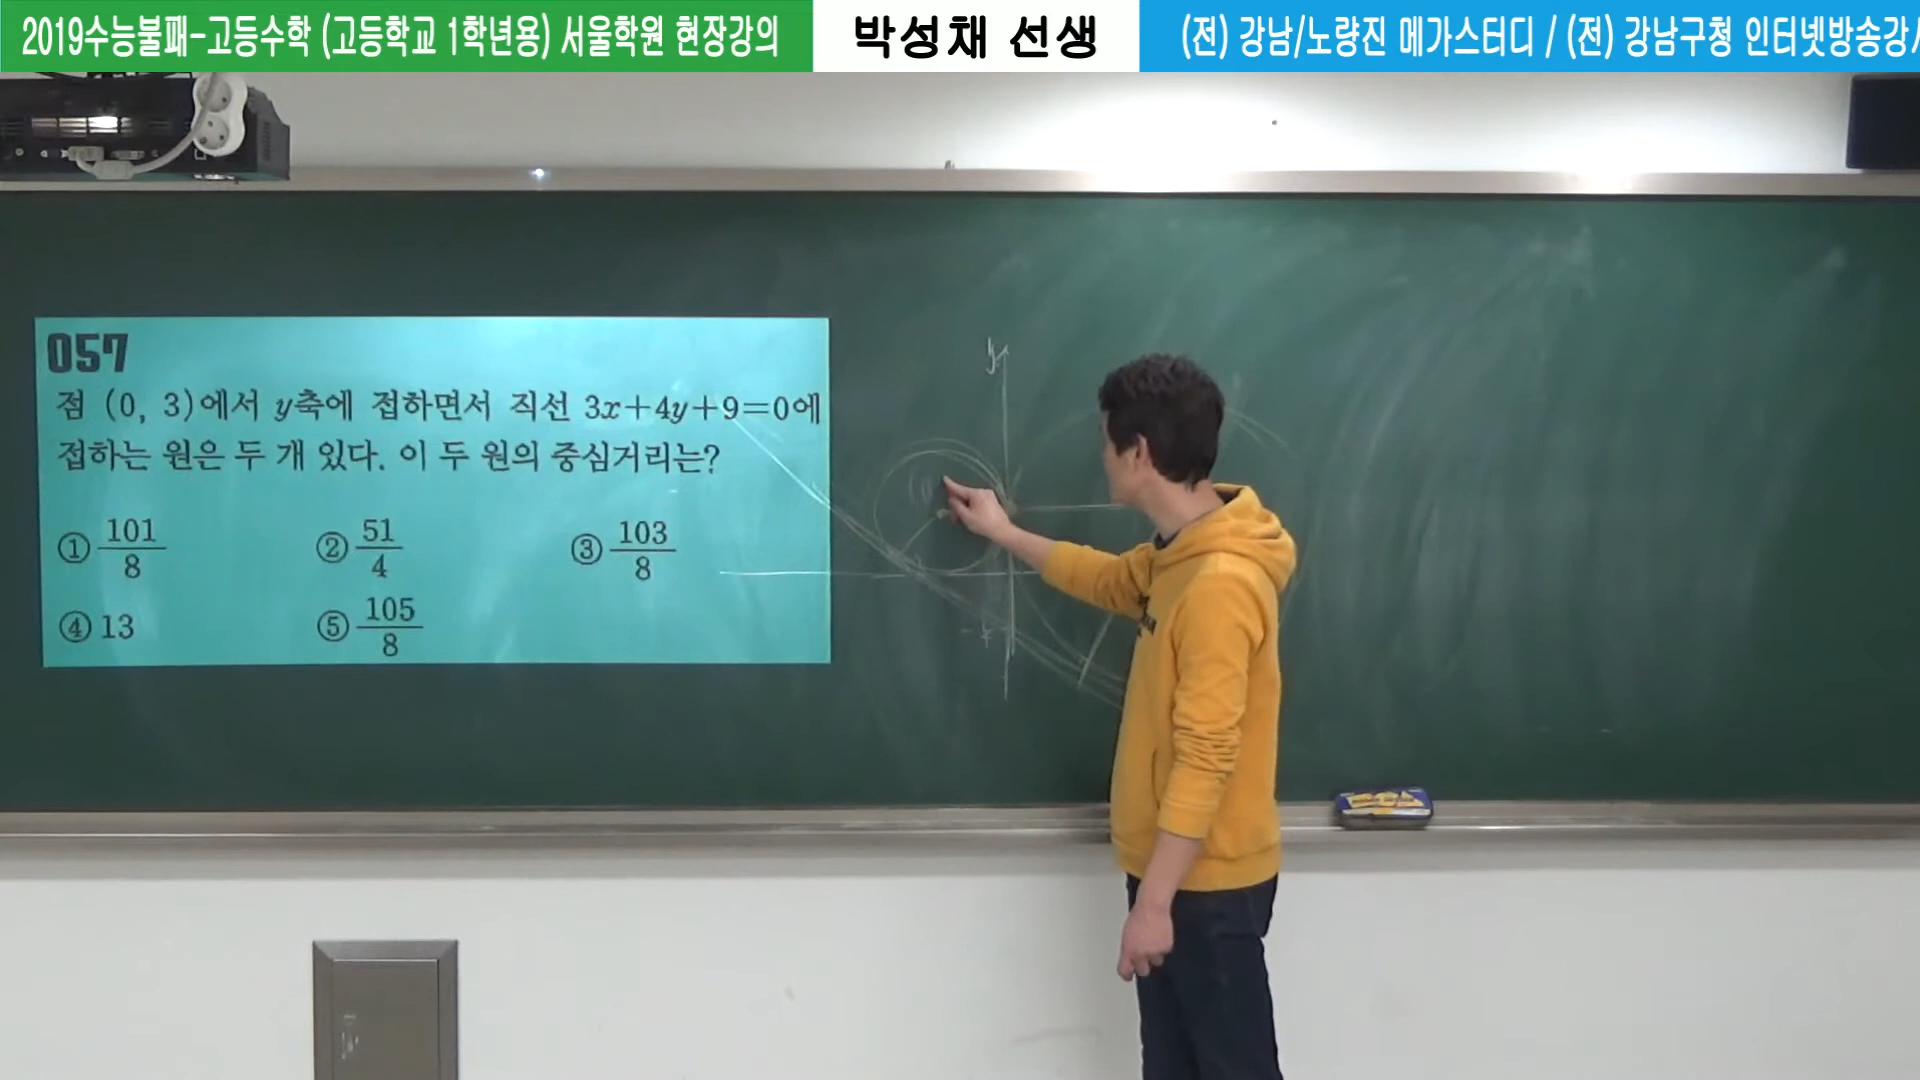 2019수능불패-고등수학 (고등학교 1학년용) 서울학원 현장강의
박성채 선생
(전) 강남/노량진 메가스터디 / (전) 강남구청 인터넷방송강사
057
점 (0, 3)에서 y축에 접하면서 직선 3x+4y+9=0에
접하는 원은 두 개 있다. 이 두 원의 중심거리는?
① 101/8 ② 51/4 ③ 103/8
④ 13 ⑤ 105/8
y